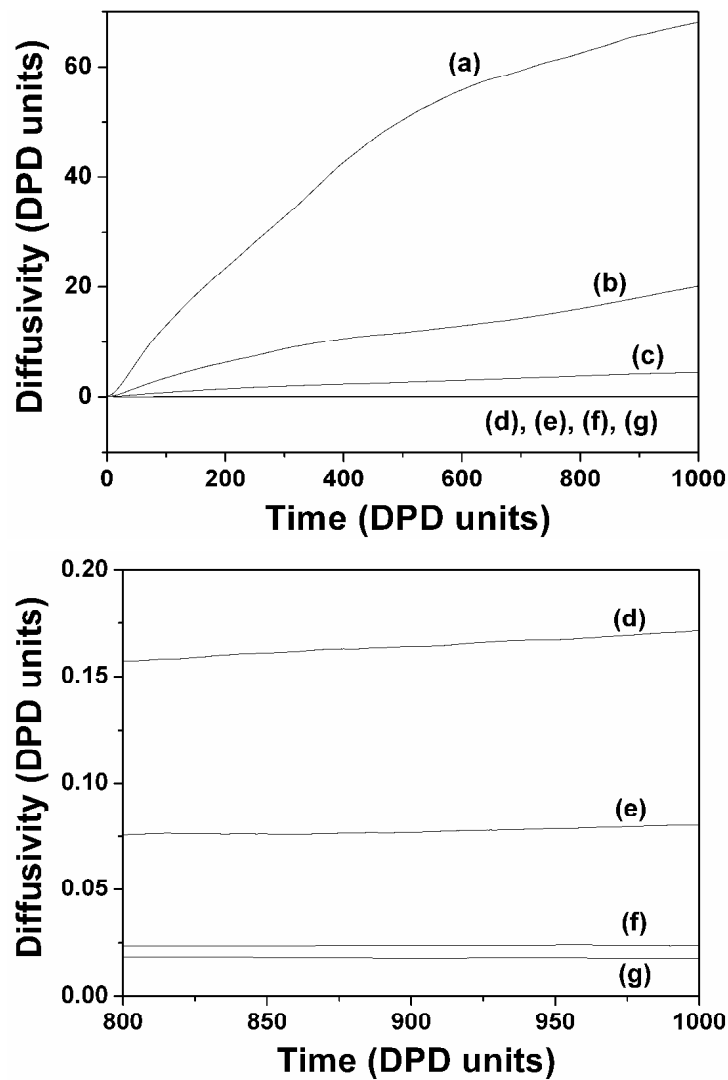 Diffusivity (DPD units)
60
40
20
0
(a)
(b)
(c)
(d), (e), (f), (g)
0 200 400 600 800 1000
Time (DPD units)
Diffusivity (DPD units)
0.20
0.15
0.10
0.05
0.00
(d)
(e)
(f)
(g)
800 850 900 950 1000
Time (DPD units)